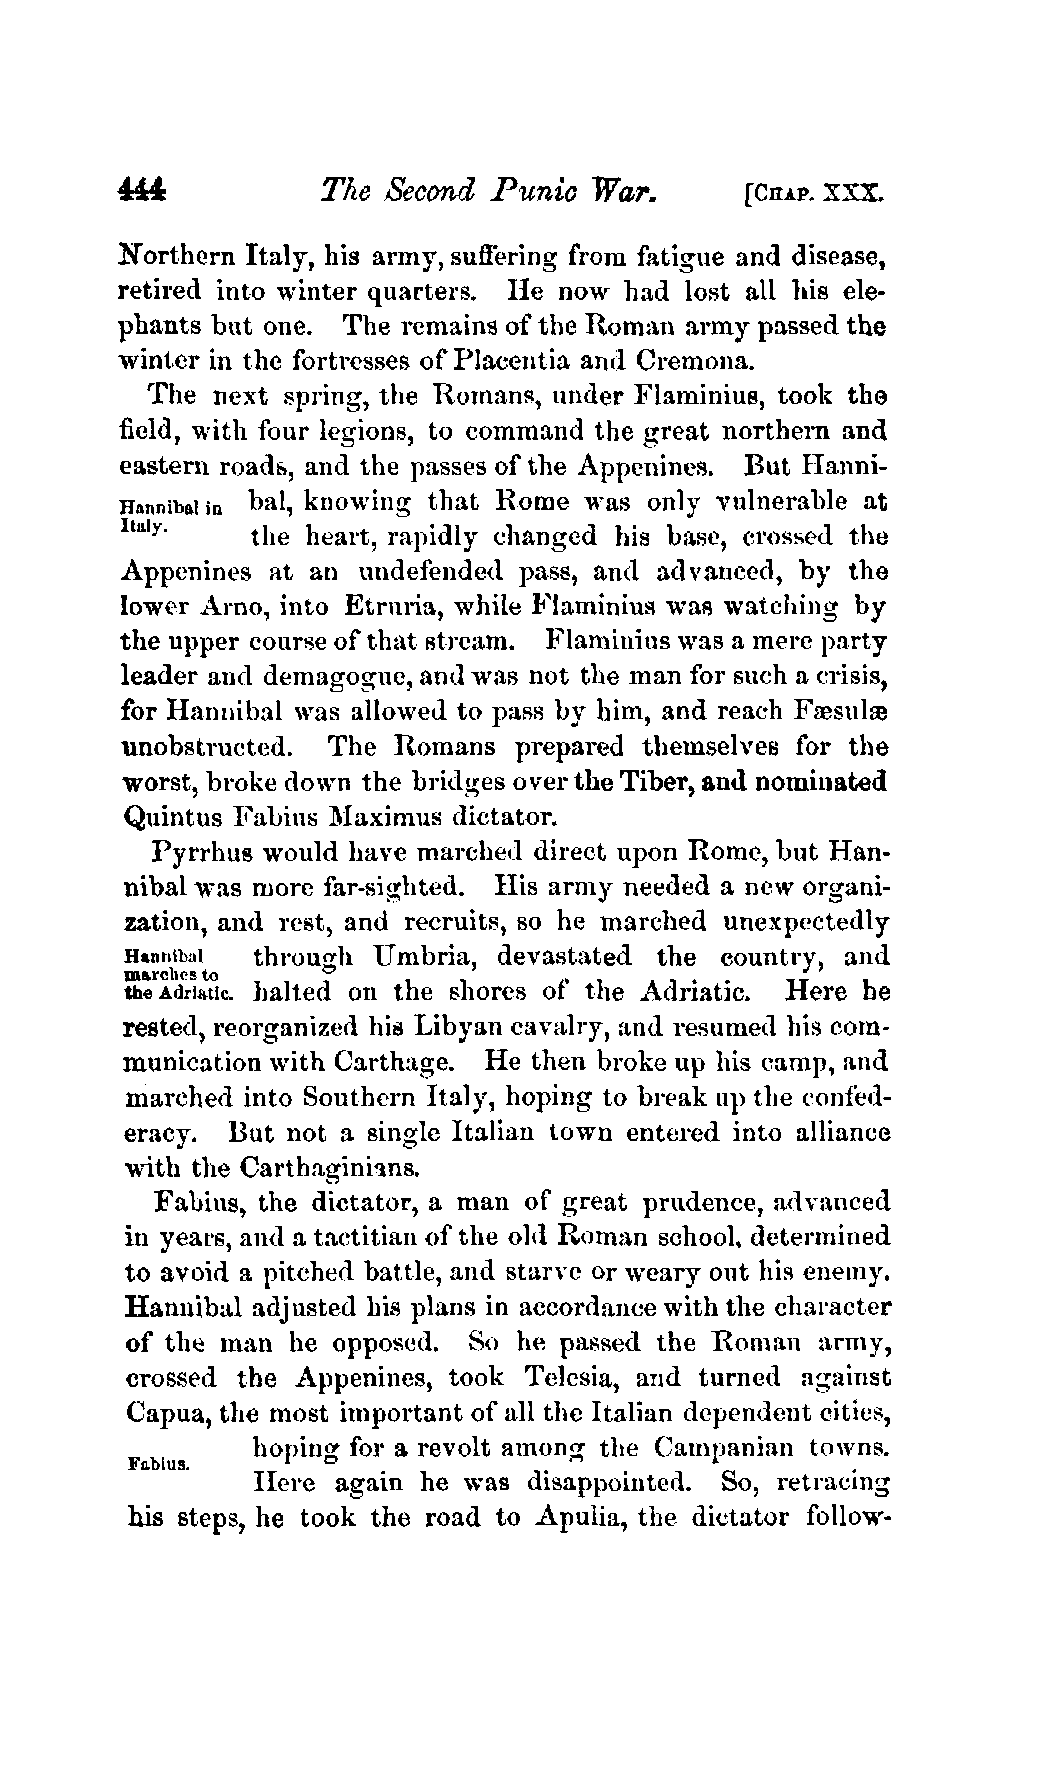 444 The Second Punic War. [CHAP. XXX.
Northern Italy, his army, suffering from fatigue and disease,
retired into winter quarters. He now had lost all his ele-
phants but one. The remains of the Roman army passed the
winter in the fortresses of Placentia and Cremona.
The next spring, the Romans, under Flaminius, took the
field, with four legions, to command the great northern and
eastern roads, and the passes of the Appenines. But Hanni-
Hannibal in
Italy.
bal, knowing that Rome was only vulnerable at
the heart, rapidly changed his base, crossed the
Appenines at an undefended pass, and advanced, by the
lower Arno, into Etruria, while Flaminius was watching by
the upper course of that stream. Flaminius was a mere party
leader and demagogue, and was not the man for such a crisis,
for Hannibal was allowed to pass by him, and reach Fæsulæ
unobstructed. The Romans prepared themselves for the
worst, broke down the bridges over the Tiber, and nominated
Quintus Fabius Maximus dictator.
Pyrrhus would have marched direct upon Rome, but Han-
nibal was more far-sighted. His army needed a new organi-
zation, and rest, and recruits, so he marched unexpectedly
Hannibal
marches to
the Adriatic.
through Umbria, devastated the country, and
halted on the shores of the Adriatic. Here he
rested, reorganized his Libyan cavalry, and resumed his com-
munication with Carthage. He then broke up his camp, and
marched into Southern Italy, hoping to break up the confed-
eracy. But not a single Italian town entered into alliance
with the Carthaginians.
Fabius, the dictator, a man of great prudence, advanced
in years, and a tactitian of the old Roman school, determined
to avoid a pitched battle, and starve or weary out his enemy.
Hannibal adjusted his plans in accordance with the character
of the man he opposed. So he passed the Roman army,
crossed the Appenines, took Telesia, and turned against
Capua, the most important of all the Italian dependent cities,
Fabius.
hoping for a revolt among the Campanian towns.
Here again he was disappointed. So, retracing
his steps, he took the road to Apulia, the dictator follow-